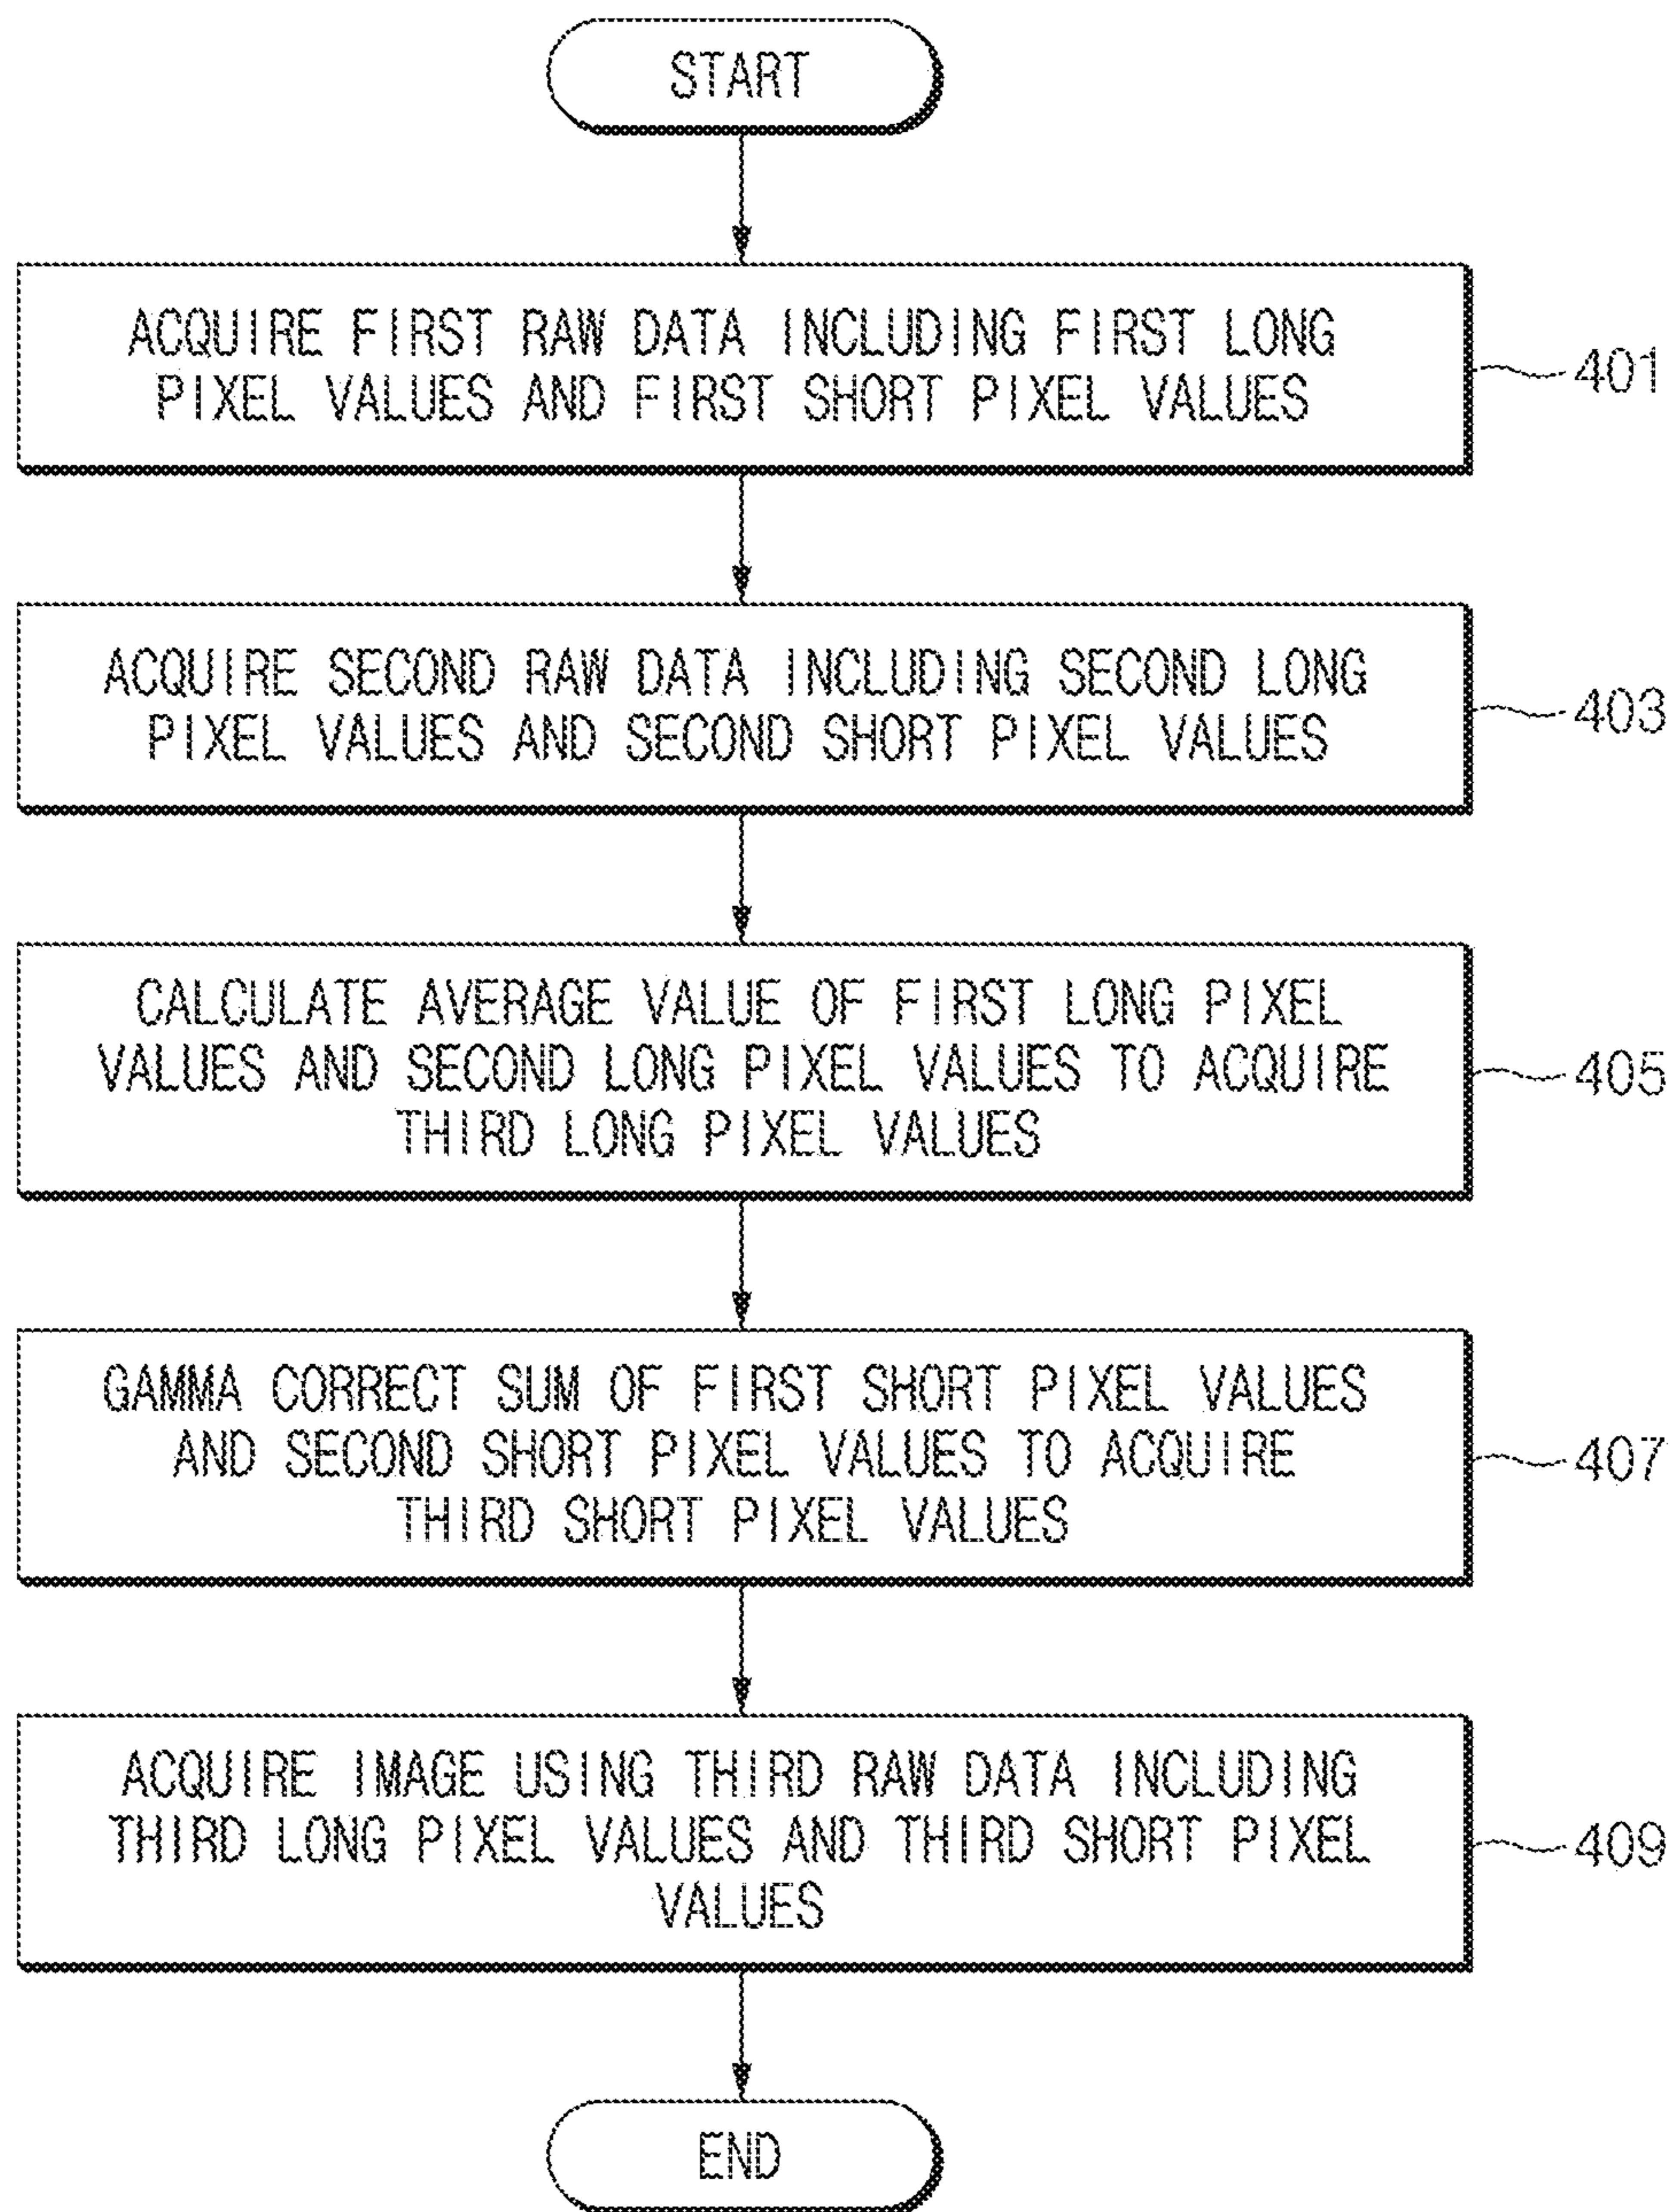 START
ACQUIRE FIRST RAW DATA INCLUDING FIRST LONG
PIXEL VALUES AND FIRST SHORT PIXEL VALUES
401
ACQUIRE SECOND RAW DATA INCLUDING SECOND LONG
PIXEL VALUES AND SECOND SHORT PIXEL VALUES
403
CALCULATE AVERAGE VALUE OF FIRST LONG PIXEL
VALUES AND SECOND LONG PIXEL VALUES TO ACQUIRE
THIRD LONG PIXEL VALUES
405
GAMMA CORRECT SUM OF FIRST SHORT PIXEL VALUES
AND SECOND SHORT PIXEL VALUES TO ACQUIRE
THIRD SHORT PIXEL VALUES
407
ACQUIRE IMAGE USING THIRD RAW DATA INCLUDING
THIRD LONG PIXEL VALUES AND THIRD SHORT PIXEL
VALUES
409
END